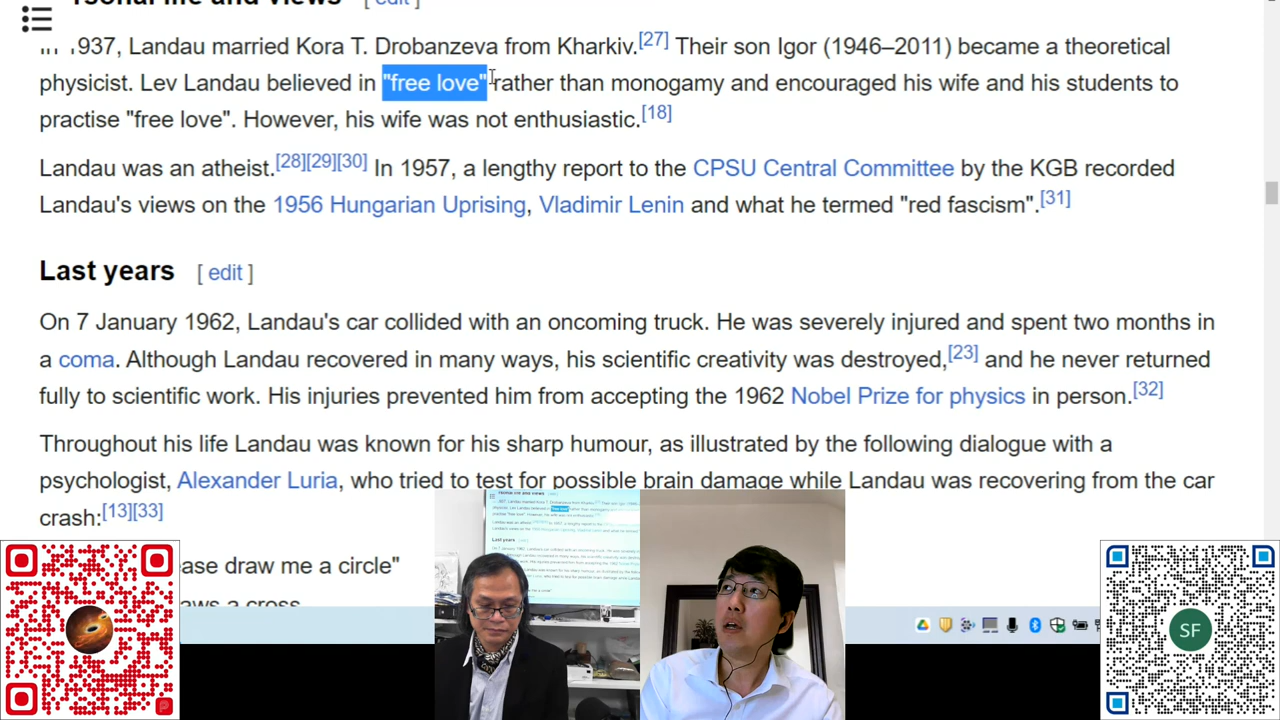 rsonal life and views [ edit ]
In 1937, Landau married Kora T. Drobanzeva from Kharkiv.[27] Their son Igor (1946–2011) became a theoretical
physicist. Lev Landau believed in "free love" rather than monogamy and encouraged his wife and his students to
practise "free love". However, his wife was not enthusiastic.[18]
Landau was an atheist.[28][29][30] In 1957, a lengthy report to the CPSU Central Committee by the KGB recorded
Landau's views on the 1956 Hungarian Uprising, Vladimir Lenin and what he termed "red fascism".[31]
Last years [ edit ]
On 7 January 1962, Landau's car collided with an oncoming truck. He was severely injured and spent two months in
a coma. Although Landau recovered in many ways, his scientific creativity was destroyed,[23] and he never returned
fully to scientific work. His injuries prevented him from accepting the 1962 Nobel Prize for physics in person.[32]
Throughout his life Landau was known for his sharp humour, as illustrated by the following dialogue with a
psychologist, Alexander Luria, who tried to test for possible brain damage while Landau was recovering from the car
crash:[13][33]
ease draw me a circle"
aws a cross
SF